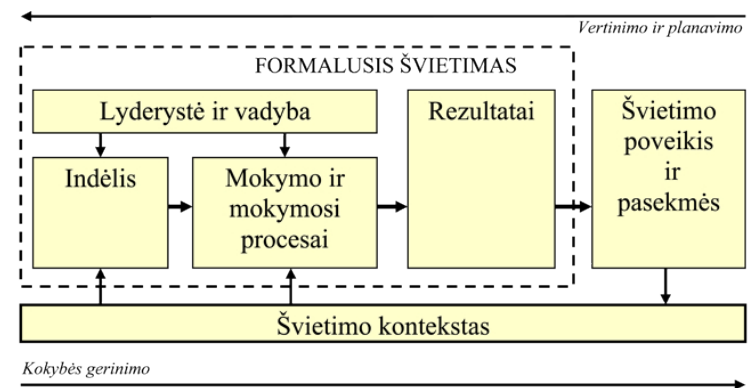 Vertinimo ir planavimo
FORMALUSIS ŠVIETIMAS
Lyderystė ir vadyba
Indėlis
Mokymo ir
mokymosi
procesai
Rezultatai
Švietimo
poveikis
ir
pasekmės
Švietimo kontekstas
Kokybės gerinimo